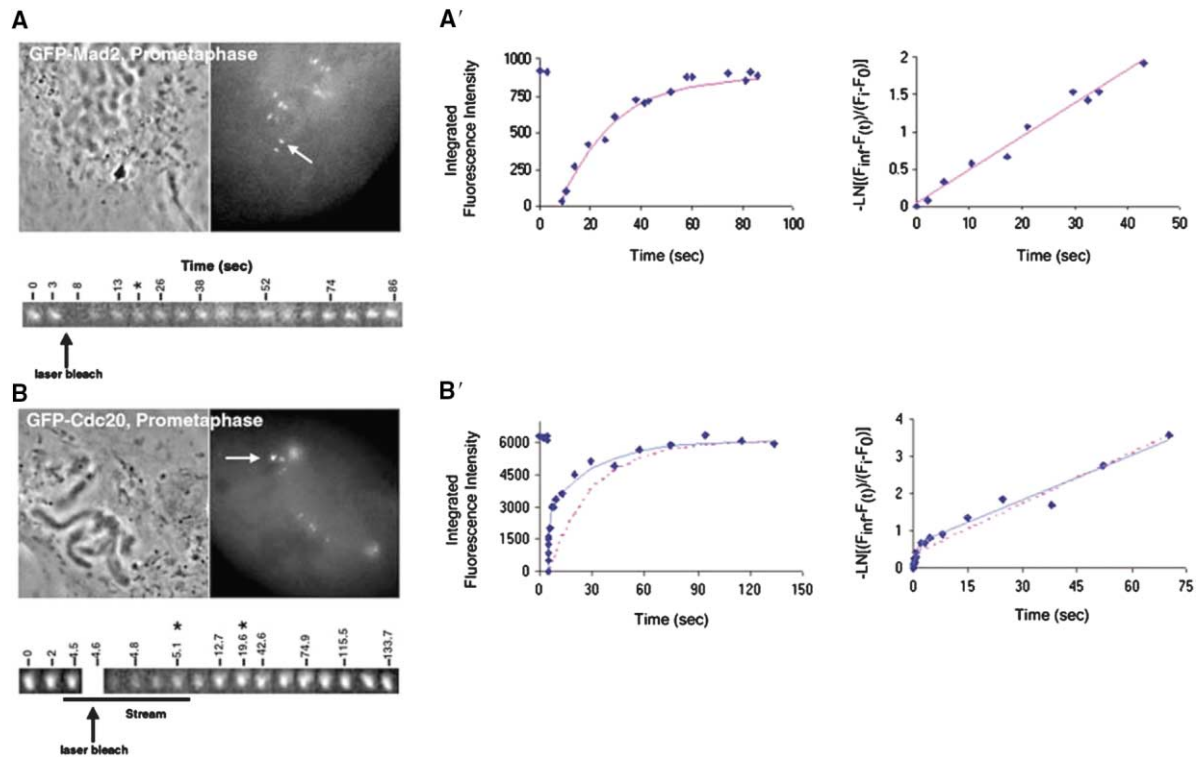 A
GFP-Mad2, Prometaphase
Time (sec)
0 3 8 13 * 26 38 52 74 86
laser bleach
A′
Integrated
Fluorescence Intensity
1000
750
500
250
0
0 20 40 60 80 100
Time (sec)
-LN[(Finf-F(t))/(Fi-F0)]
2
1.5
1
0.5
0
0 10 20 30 40 50
Time (sec)
B
GFP-Cdc20, Prometaphase
0 2 4.5 4.6 4.8 5.1 * 12.7 19.6 * 42.6 74.9 115.5 133.7
Stream
laser bleach
B′
Integrated
Fluorescence Intensity
6000
4500
3000
1500
0
0 30 60 90 120 150
Time (sec)
-LN[(Finf-F(t))/(Fi-F0)]
4
3
2
1
0
0 15 30 45 60 75
Time (sec)